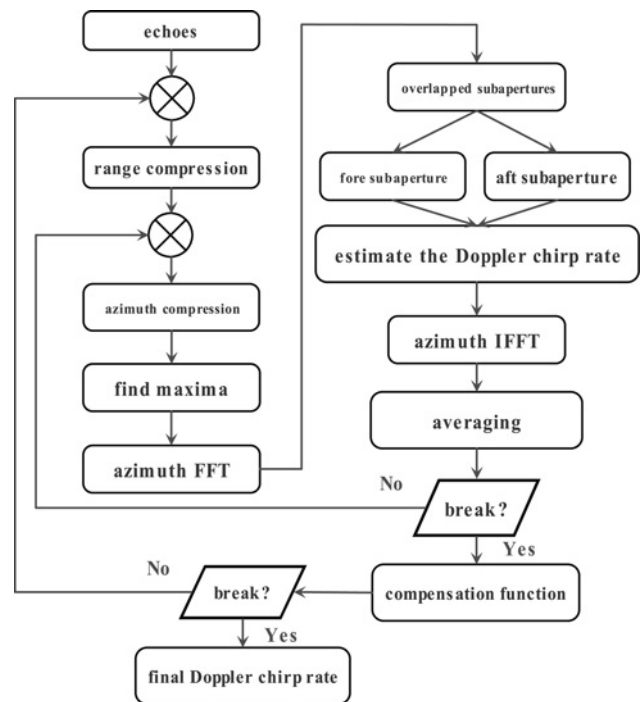 echoes
range compression
azimuth compression
find maxima
azimuth FFT
overlapped subapertures
fore subaperture
aft subaperture
estimate the Doppler chirp rate
azimuth IFFT
averaging
No
break?
Yes
compensation function
No
break?
Yes
final Doppler chirp rate